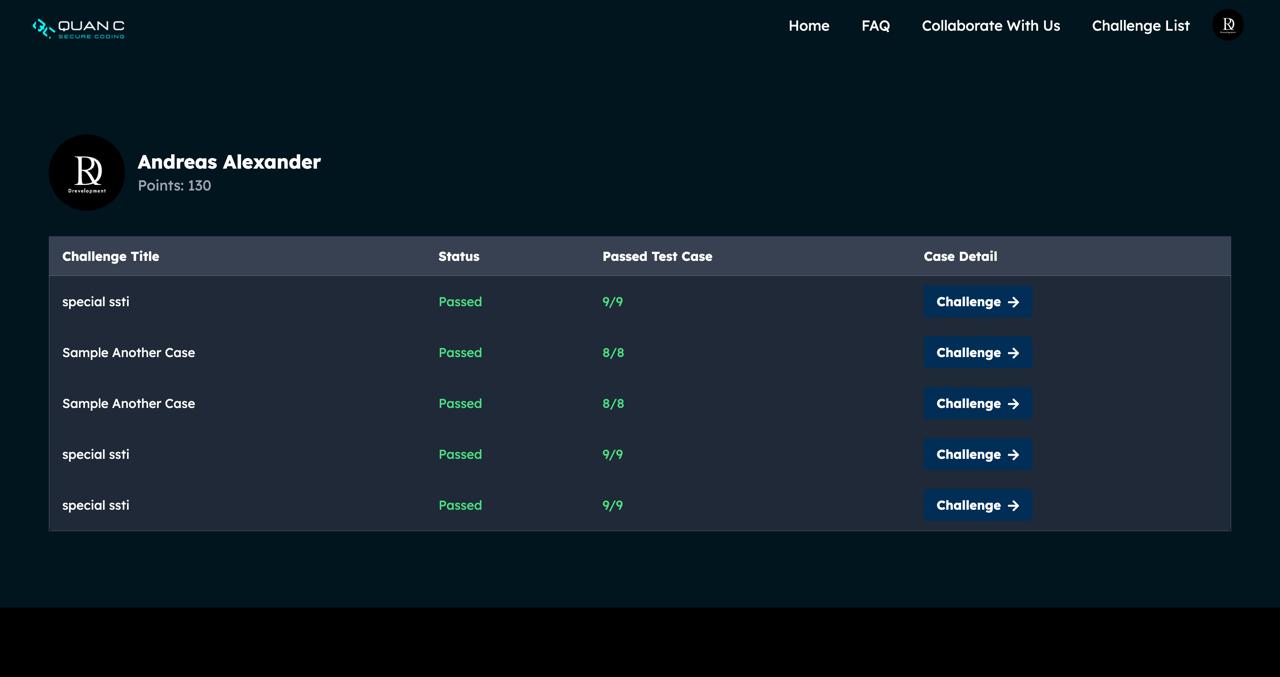 QUAN C
SECURE CODING
Home FAQ Collaborate With Us Challenge List
Andreas Alexander
Points: 130
Drevelopment
Challenge Title Status Passed Test Case Case Detail
special ssti Passed 9/9 Challenge →
Sample Another Case Passed 8/8 Challenge →
Sample Another Case Passed 8/8 Challenge →
special ssti Passed 9/9 Challenge →
special ssti Passed 9/9 Challenge →